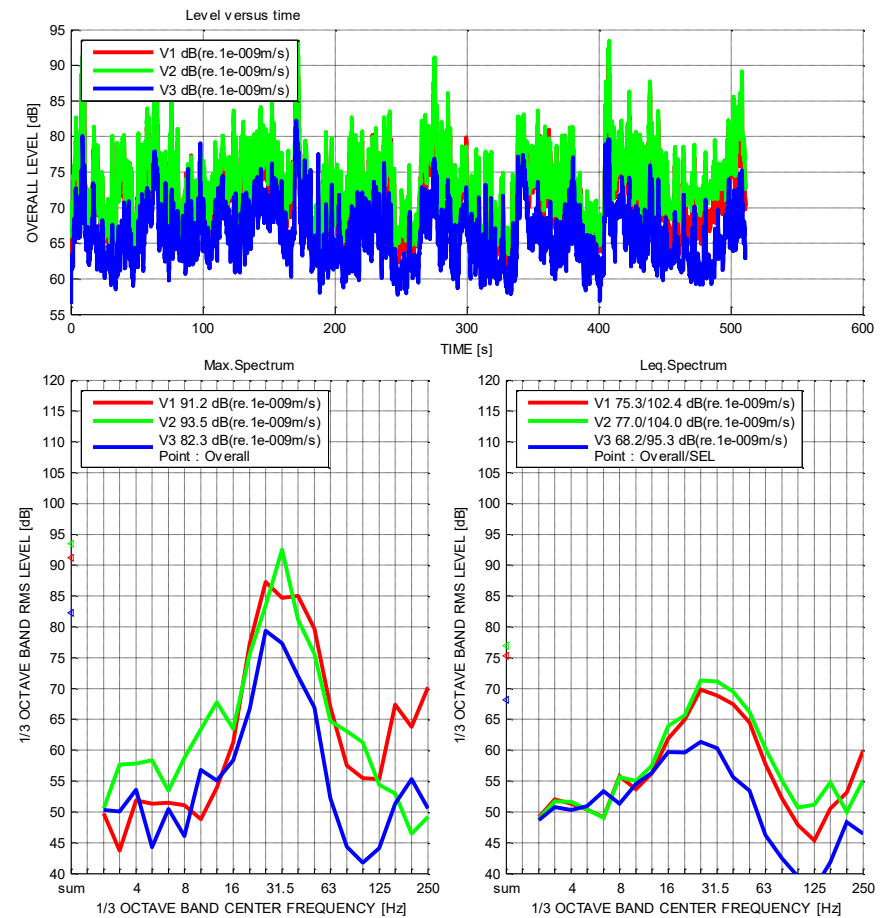 Level versus time
95
90
85
80
75
70
65
60
55
OVERALL LEVEL [dB]
V1 dB(re.1e-009m/s)
V2 dB(re.1e-009m/s)
V3 dB(re.1e-009m/s)
0 100 200 300 400 500 600
TIME [s]
Max.Spectrum
120
115
110
105
100
95
90
85
80
75
70
65
60
55
50
45
40
1/3 OCTAVE BAND RMS LEVEL [dB]
V1 91.2 dB(re.1e-009m/s)
V2 93.5 dB(re.1e-009m/s)
V3 82.3 dB(re.1e-009m/s)
Point : Overall
sum 4 8 16 31.5 63 125 250
1/3 OCTAVE BAND CENTER FREQUENCY [Hz]
Leq.Spectrum
120
115
110
105
100
95
90
85
80
75
70
65
60
55
50
45
40
1/3 OCTAVE BAND RMS LEVEL [dB]
V1 75.3/102.4 dB(re.1e-009m/s)
V2 77.0/104.0 dB(re.1e-009m/s)
V3 68.2/95.3 dB(re.1e-009m/s)
Point : Overall/SEL
sum 4 8 16 31.5 63 125 250
1/3 OCTAVE BAND CENTER FREQUENCY [Hz]